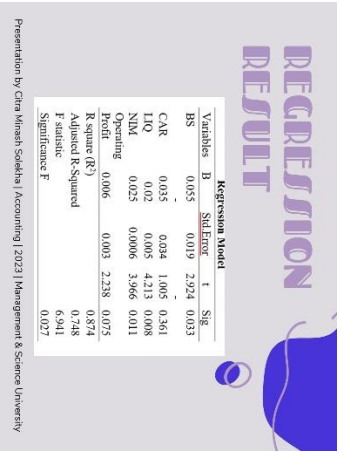 REGRESSION
RESULT
Regression Model
Variables B Std.Error t Sig
BS 0.055 0.019 2.924 0.033
- -
CAR 0.035 0.034 1.005 0.361
LIQ 0.02 0.005 4.213 0.008
NIM 0.025 0.0006 3.966 0.011
Operating
Profit 0.006 0.003 2.238 0.075
R square (R²) 0.874
Adjusted R-Squared 0.748
F statistic 6.941
Significance F 0.027
Presentation by Citra Minash Solekha | Accounting | 2023 | Management & Science University